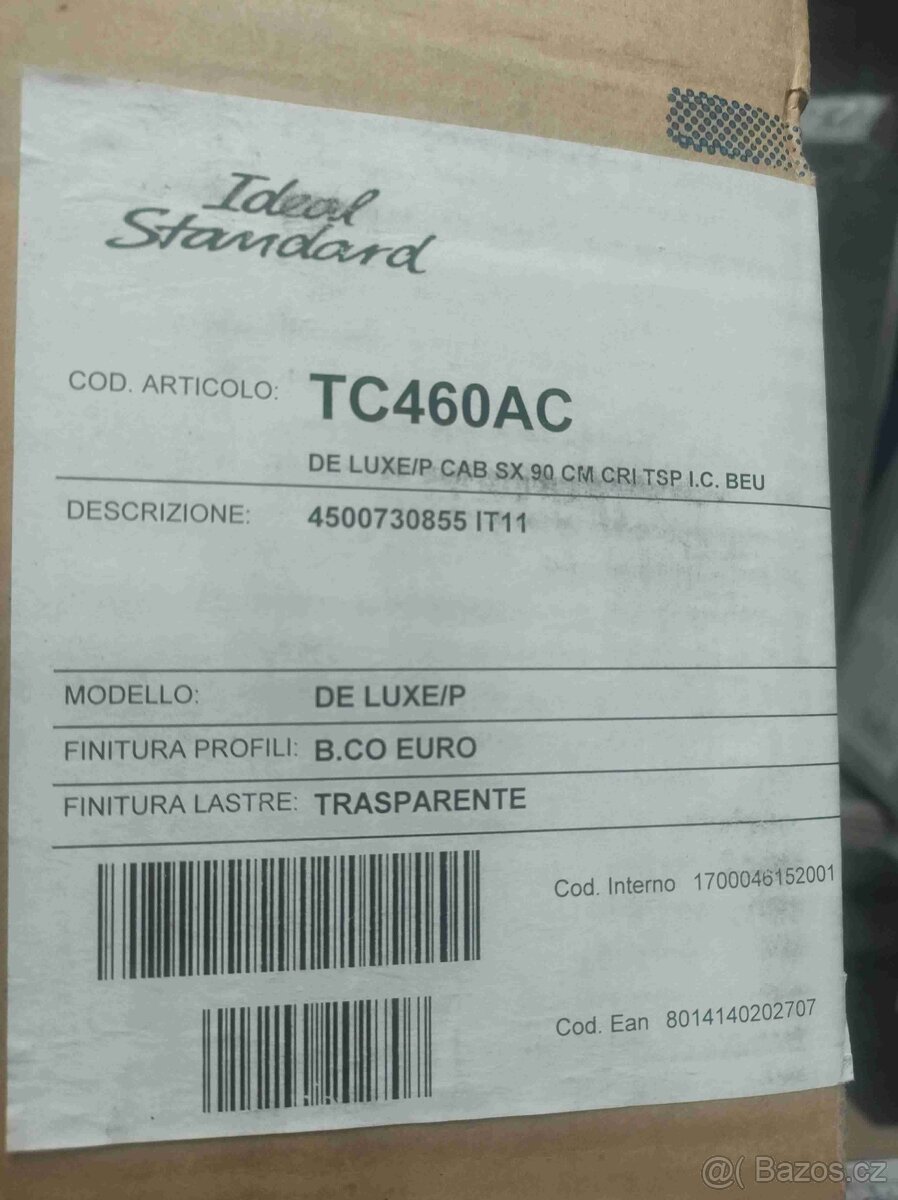 Ideal
Standard
COD. ARTICOLO: TC460AC
DE LUXE/P CAB SX 90 CM CRI TSP I.C. BEU
DESCRIZIONE: 4500730855 IT11
MODELLO: DE LUXE/P
FINITURA PROFILI: B.CO EURO
FINITURA LASTRE: TRASPARENTE
Cod. Interno 1700046152001
Cod. Ean 8014140202707
@( Bazos.cz